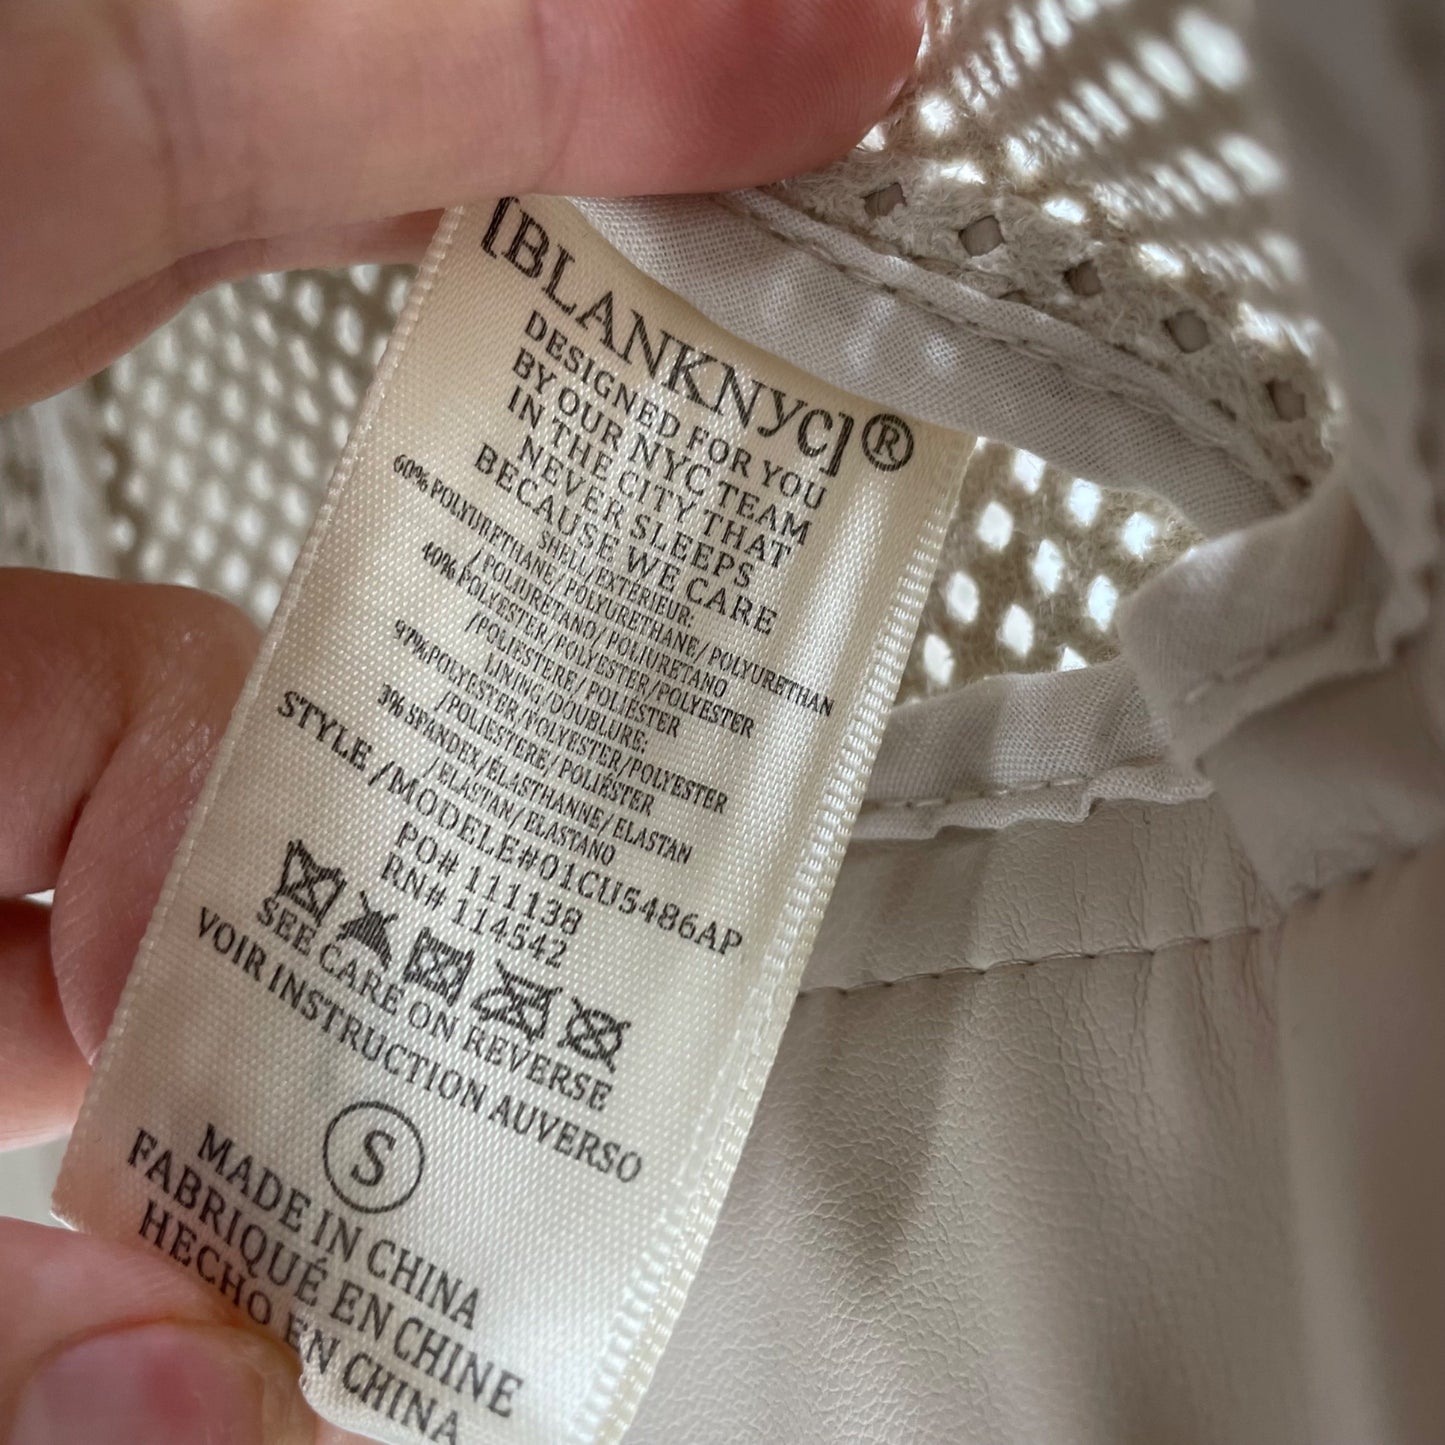 [BLANKNYC]®
DESIGNED FOR YOU
BY OUR NYC TEAM
IN THE CITY THAT
NEVER SLEEPS
BECAUSE WE CARE
SHELL/EXTÉRIEUR:
60% POLYURETHANE/POLYURETHANE/POLYURETHAN
/POLIURETANO/POLIURETANO
40% POLYESTER/POLYESTER/POLYESTER
/POLIESTERE/POLIESTER
LINING/DOUBLURE:
97%POLYESTER/POLYESTER/POLYESTER
/POLIESTERE/POLIÉSTER
3% SPANDEX/ELASTHANNE/ELASTAN
/ELASTAN/ELASTANO
STYLE/MODELE#01CU5486AP
PO# 111138
RN# 114542
SEE CARE ON REVERSE
VOIR INSTRUCTION AUVERSO
S
MADE IN CHINA
FABRIQUÉ EN CHINE
HECHO EN CHINA